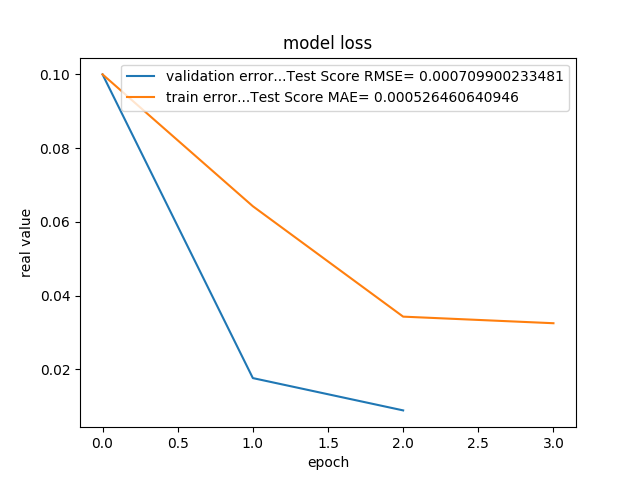 model loss
validation error...Test Score RMSE= 0.000709900233481
train error...Test Score MAE= 0.000526460640946
real value
0.10
0.08
0.06
0.04
0.02
0.0 0.5 1.0 1.5 2.0 2.5 3.0
epoch